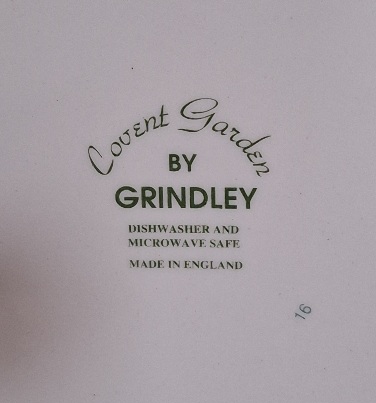 Covent Garden
BY
GRINDLEY
DISHWASHER AND
MICROWAVE SAFE
MADE IN ENGLAND
16